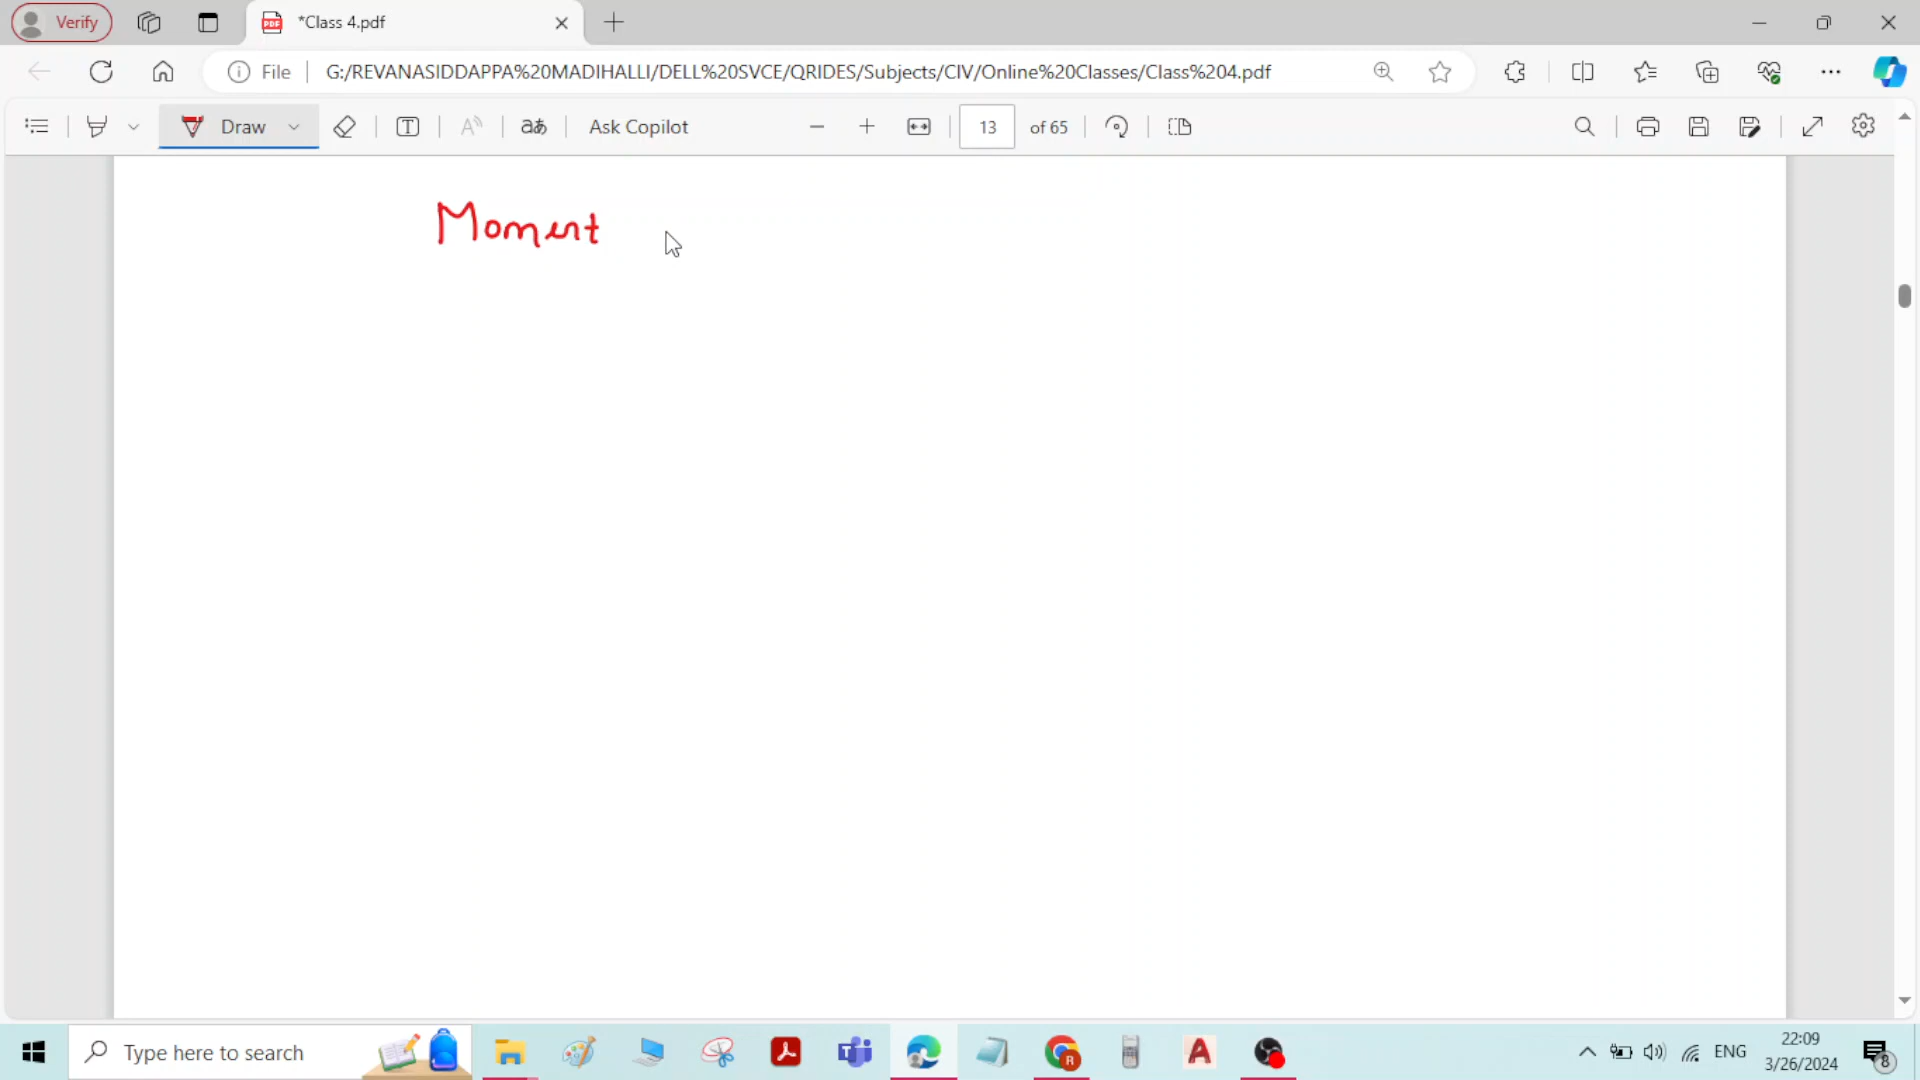 Verify
*Class 4.pdf
File
G:/REVANASIDDAPPA%20MADIHALLI/DELL%20SVCE/QRIDES/Subjects/CIV/Online%20Classes/Class%204.pdf
Draw
Ask Copilot
13
of 65
Moment
Type here to search
ENG
22:09
3/26/2024
8